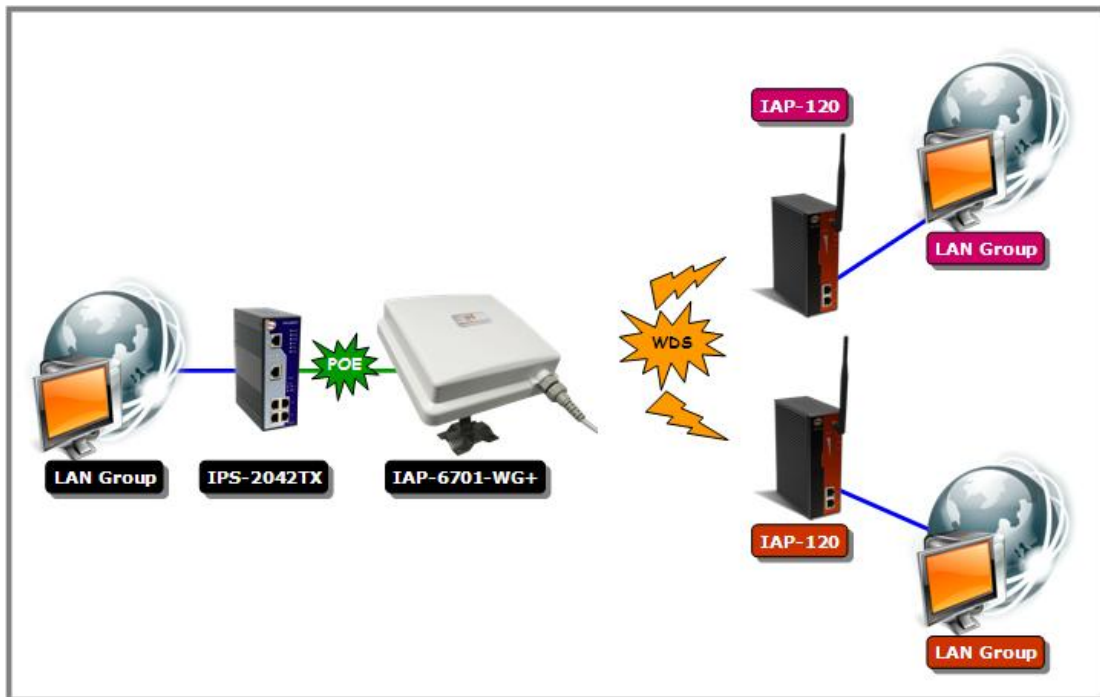 IAP-120
LAN Group
WDS
POE
LAN Group
IPS-2042TX
IAP-6701-WG+
IAP-120
LAN Group